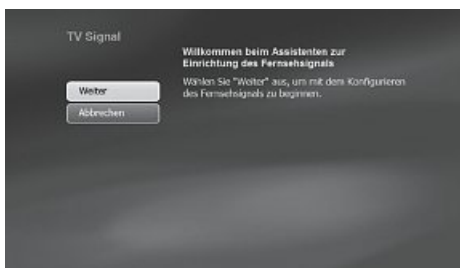 TV Signal
Willkommen beim Assistenten zur
Einrichtung des Fernsehsignals
Wählen Sie "Weiter" aus, um mit dem Konfigurieren
des Fernsehsignals zu beginnen.
Weiter
Abbrechen